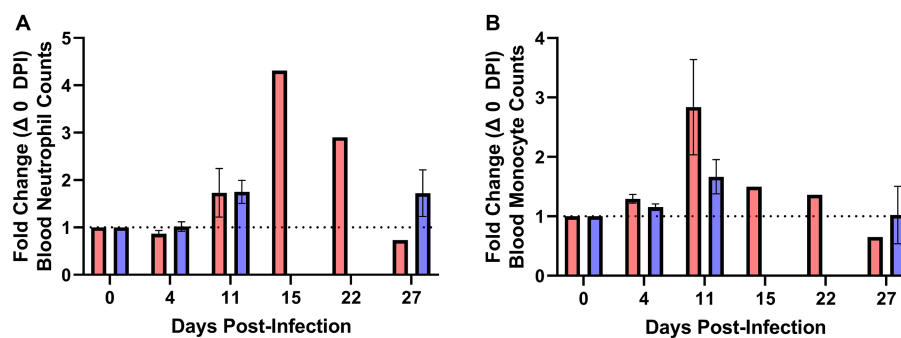 A
Fold Change (Δ 0 DPI)
Blood Neutrophil Counts
5
4
3
2
1
0
0 4 11 15 22 27
Days Post-Infection
B
Fold Change (Δ 0 DPI)
Blood Monocyte Counts
4
3
2
1
0
0 4 11 15 22 27
Days Post-Infection